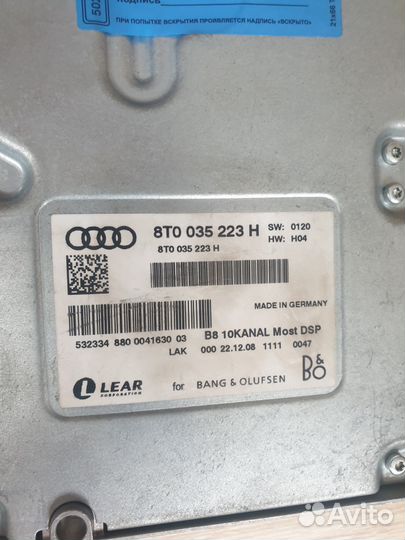 502
ПОДПИСЬ
ПРИ ПОПЫТКЕ ВСКРЫТИЯ ПРОЯВЛЯЕТСЯ НАДПИСЬ «ВСКРЫТО»
8T0 035 223 H SW: 0120
8T0 035 223 H HW: H04
MADE IN GERMANY
532334 880 0041630 03 B8 10KANAL Most DSP
LAK 000 22.12.08 1111 0047
LEAR for BANG & OLUFSEN B&O
CORPORATION
Avito